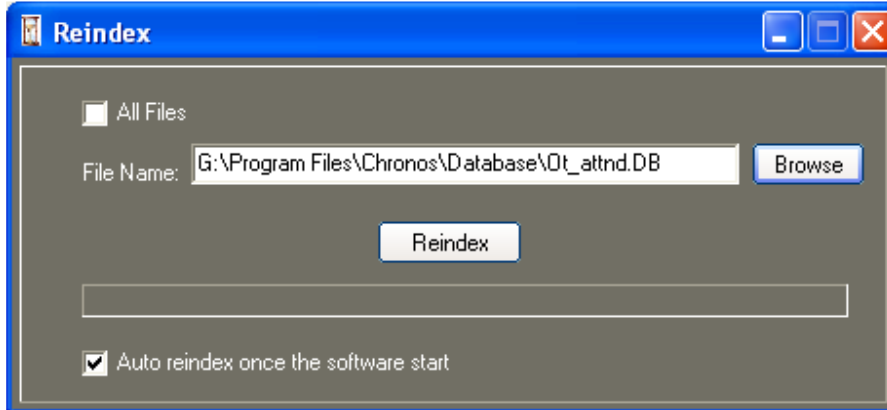 Reindex
All Files
File Name: G:\Program Files\Chronos\Database\Ot_attnd.DB Browse
Reindex
Auto reindex once the software start